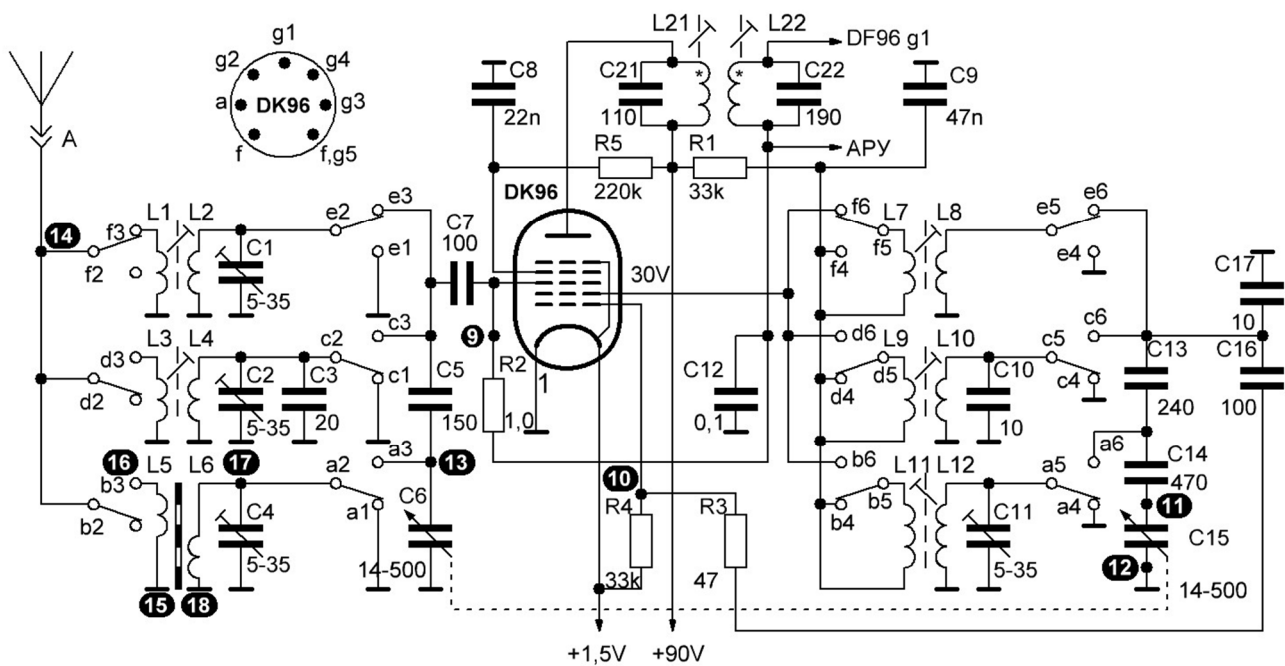 g1
g2
g4
a
DK96
g3
f
f,g5
A
L21
L22
DF96 g1
C8
22n
C21
110
C22
190
C9
47n
R5
220k
R1
33k
АРУ
DK96
14
f3
f2
L1
L2
C1
5-35
e2
e3
e1
C7
100
30V
f6
f5
f4
L7
L8
e5
e6
e4
C17
10
d3
d2
L3
L4
C2
5-35
C3
20
c2
c3
c1
9
C5
150
R2
1,0
1
C12
0,1
d6
d5
d4
L9
L10
C10
10
c5
c6
c4
C13
240
C16
100
16
b3
b2
L5
L6
17
C4
5-35
a2
a3
a1
13
C6
14-500
10
R4
33k
R3
47
b6
b5
b4
L11
L12
C11
5-35
a5
a6
a4
C14
470
11
C15
12
14-500
15
18
+1,5V
+90V